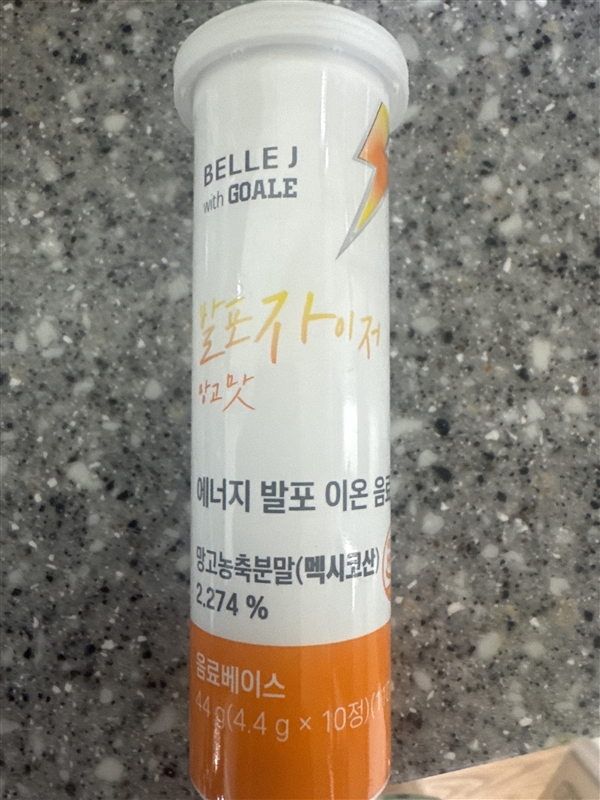 BELLE J
with GOALE
발포자이저
망고맛
에너지 발포 이온 음료
망고농축분말(멕시코산)
2.274 %
음료베이스
44 g(4.4 g × 10정)